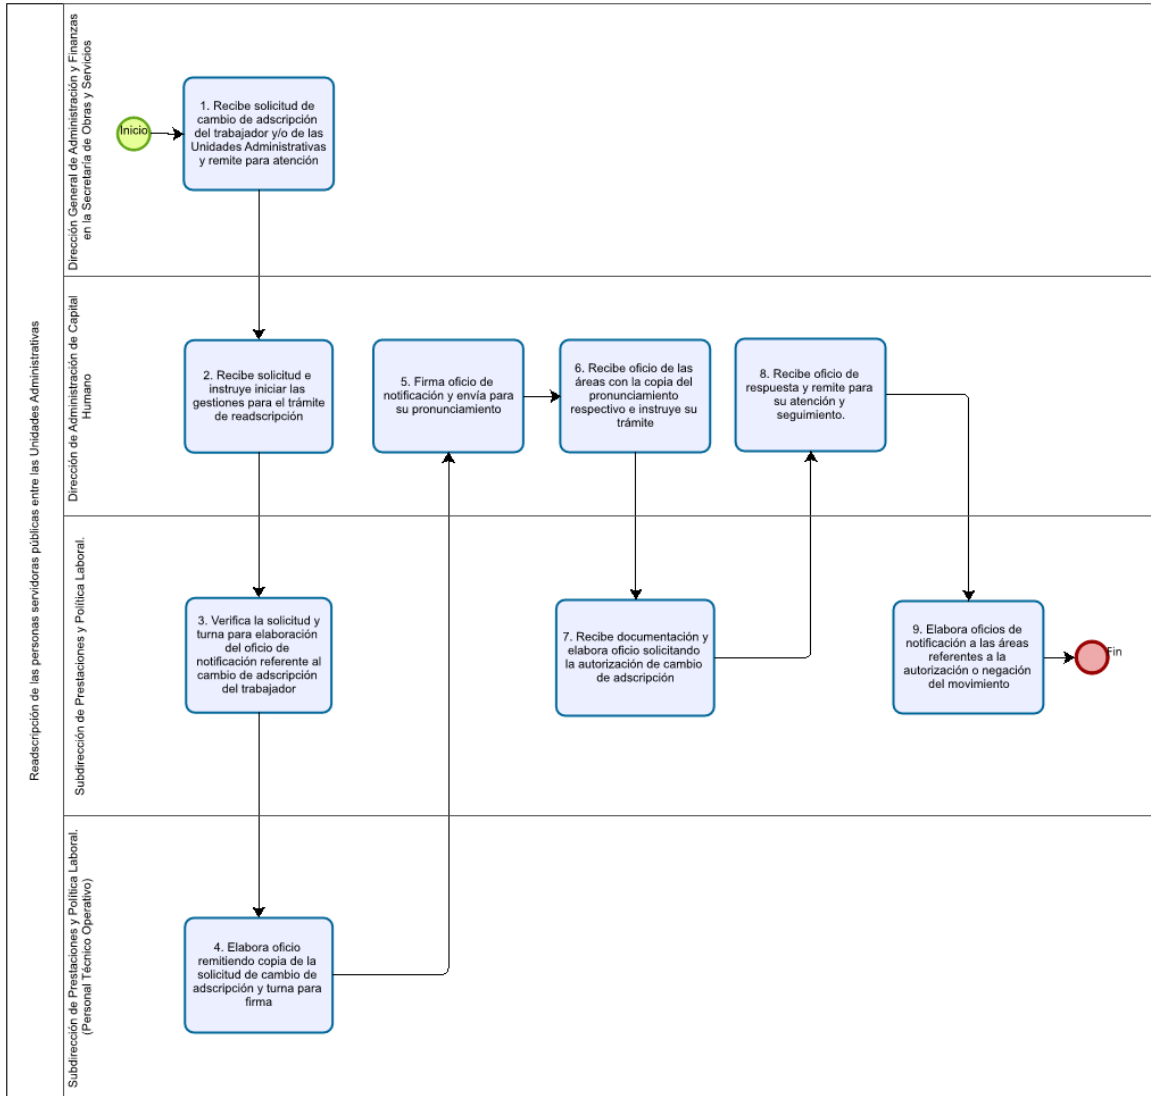 Readscripción de las personas servidoras públicas entre las Unidades Administrativas
Dirección General de Administración y Finanzas
en la Secretaría de Obras y Servicios
Inicio
1. Recibe solicitud de
cambio de adscripción
del trabajador y/o de las
Unidades Administrativas
y remite para atención
Dirección de Administración de Capital
Humano
2. Recibe solicitud e
instruye iniciar las
gestiones para el trámite
de readscripción
5. Firma oficio de
notificación y envía para
su pronunciamiento
6. Recibe oficio de las
áreas con la copia del
pronunciamiento
respectivo e instruye su
trámite
8. Recibe oficio de
respuesta y remite para
su atención y
seguimiento.
Subdirección de Prestaciones y Política Laboral.
3. Verifica la solicitud y
turna para elaboración
del oficio de
notificación referente al
cambio de adscripción
del trabajador
7. Recibe documentación y
elabora oficio solicitando
la autorización de cambio
de adscripción
9. Elabora oficios de
notificación a las áreas
referentes a la
autorización o negación
del movimiento
Fin
Subdirección de Prestaciones y Política Laboral.
(Personal Técnico Operativo)
4. Elabora oficio
remitiendo copia de la
solicitud de cambio de
adscripción y turna para
firma